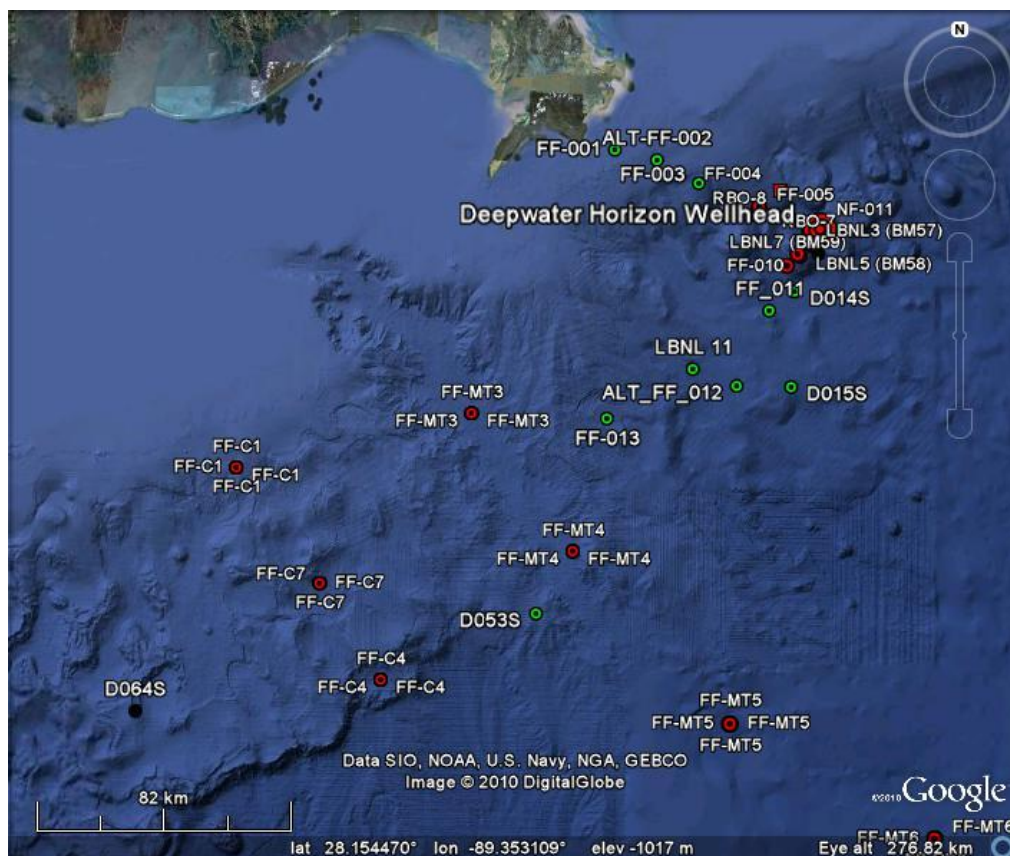 N
ALT-FF-002
FF-001
FF-003
FF-004
RBO-8
FF-005
Deepwater Horizon Wellhead
RBO-7
NF-011
LBNL3 (BM57)
LBNL7 (BM59)
FF-010
LBNL5 (BM58)
FF_011
D014S
LBNL 11
ALT_FF_012
D015S
FF-MT3
FF-MT3
FF-MT3
FF-013
FF-C1
FF-C1
FF-C1
FF-C1
FF-MT4
FF-MT4
FF-MT4
FF-C7
FF-C7
FF-C7
D053S
FF-C4
FF-C4
FF-C4
D064S
FF-MT5
FF-MT5
FF-MT5
FF-MT5
Data SIO, NOAA, U.S. Navy, NGA, GEBCO
Image © 2010 DigitalGlobe
82 km
©2010 Google
FF-MT6
FF-MT6
lat 28.154470° lon -89.353109° elev -1017 m
Eye alt 276.82 km